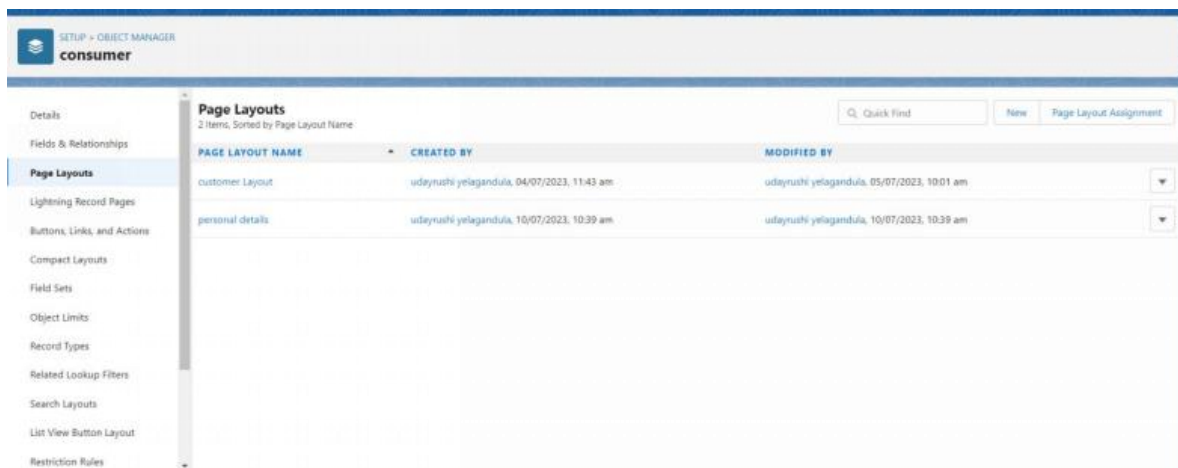 SETUP > OBJECT MANAGER
consumer
Details
Fields & Relationships
Page Layouts
Lightning Record Pages
Buttons, Links, and Actions
Compact Layouts
Field Sets
Object Limits
Record Types
Related Lookup Filters
Search Layouts
List View Button Layout
Restriction Rules
Page Layouts
2 Items, Sorted by Page Layout Name
Quick Find
New
Page Layout Assignment
PAGE LAYOUT NAME CREATED BY MODIFIED BY
customer Layout udayrushi yelagandula, 04/07/2023, 11:43 am udayrushi yelagandula, 05/07/2023, 10:01 am
personal details udayrushi yelagandula, 10/07/2023, 10:39 am udayrushi yelagandula, 10/07/2023, 10:39 am